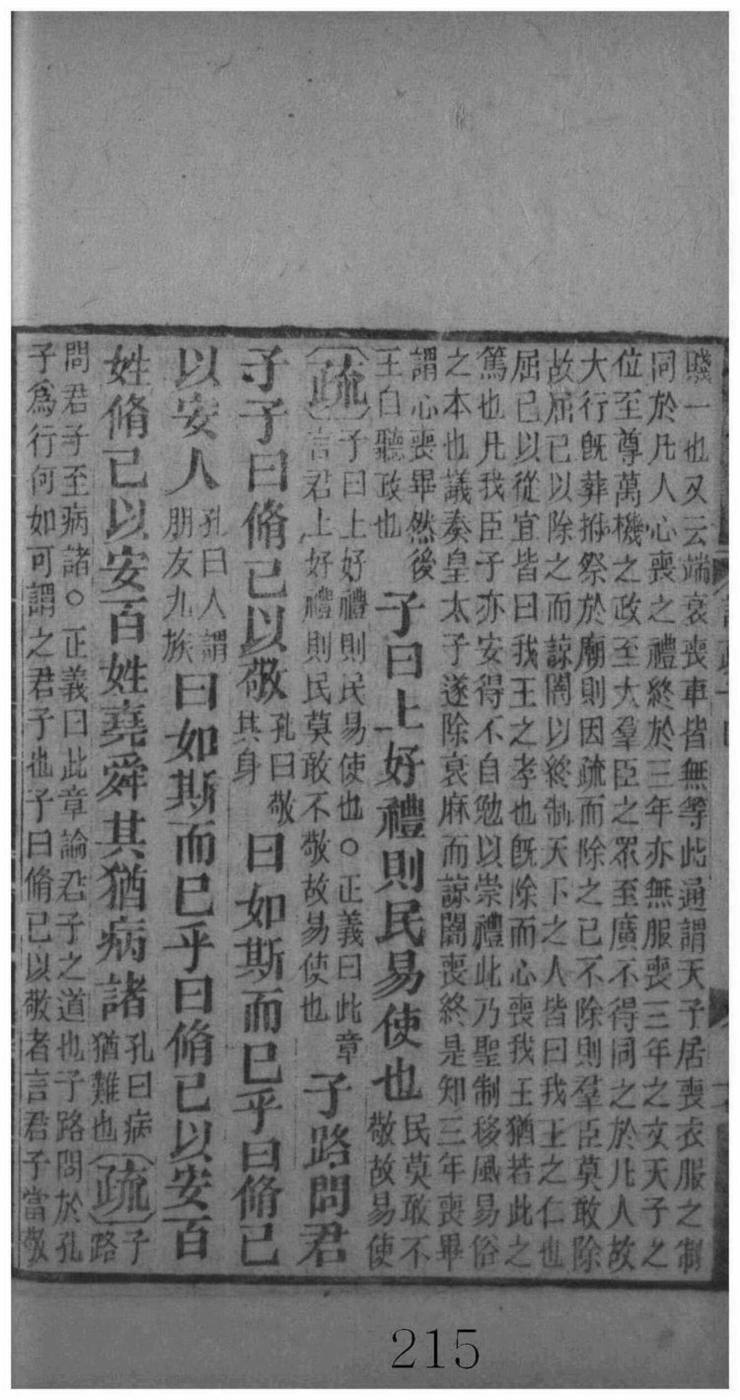 賤一也又云端衰喪車皆無等此通謂天子居喪衣服之制
同於凡人心喪之禮終於三年亦無服喪三年之文天子之
位至尊萬機之政至大羣臣之眾至廣不得同之於凡人故
大行既葬祔祭於廟則因疏而除之已不除則羣臣莫敢除
故屈已以除之而諒闇以終制天下之人皆曰我王之仁也
屈已以從宜皆曰我王之孝也既除而心喪我王猶若此之
篤也凡我臣子亦安得不自勉以崇禮此乃聖制移風易俗
之本也議奏皇太子遂除衰麻而諒闇喪終是知三年喪畢
謂心喪畢然後
王自聽政也
子曰上好禮則民易使也
民莫敢不
敬故易使
疏
子曰上好禮則民易使也○正義曰此章
言君上好禮則民莫敢不敬故易使也
子路問君
子子曰脩已以敬
孔曰敬
其身
曰如斯而已乎曰脩已
以安人
孔曰人謂
朋友九族
曰如斯而已乎曰脩已以安百
姓脩已以安百姓堯舜其猶病諸
孔曰病
猶難也
疏
子
路
問君子至病諸○正義曰此章論君子之道也子路問於孔
子爲行何如可謂之君子也子曰脩已以敬者言君子當敬
215